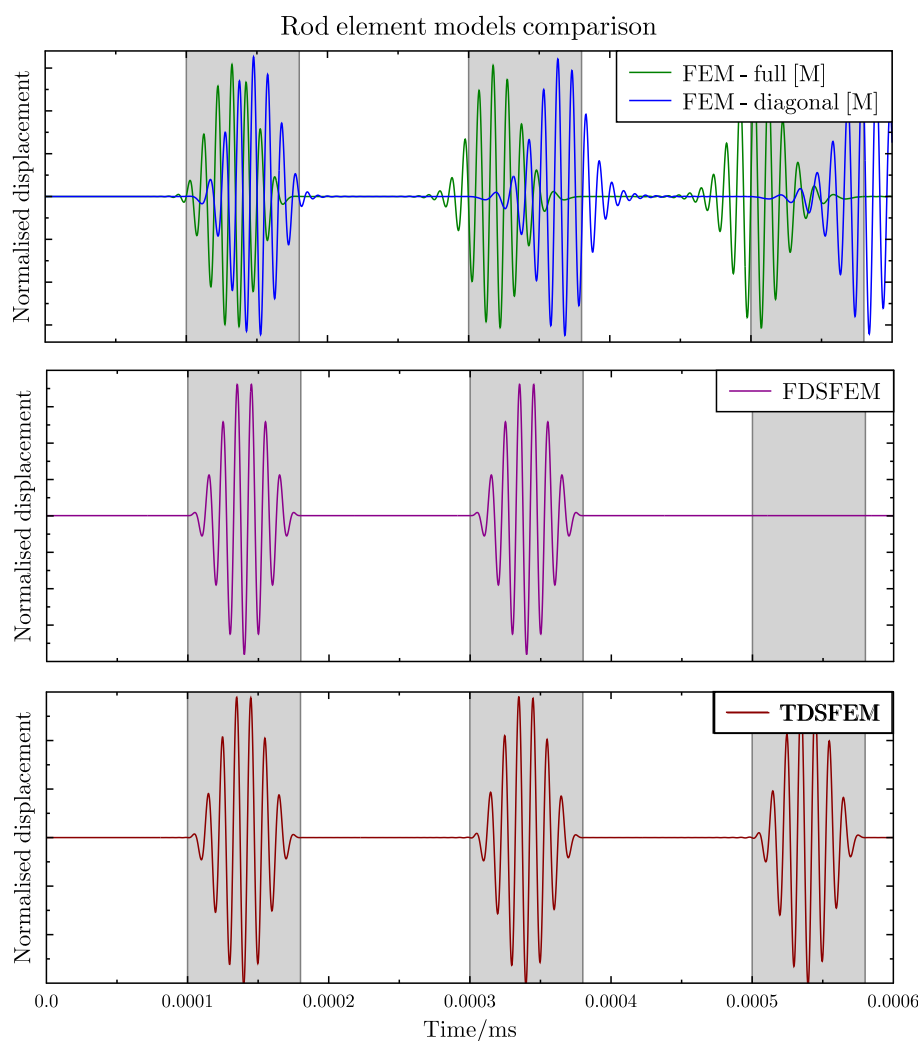 Rod element models comparison
FEM - full [M]
FEM - diagonal [M]
Normalised displacement
FDSFEM
Normalised displacement
TDSFEM
Normalised displacement
0.0 0.0001 0.0002 0.0003 0.0004 0.0005 0.0006
Time/ms